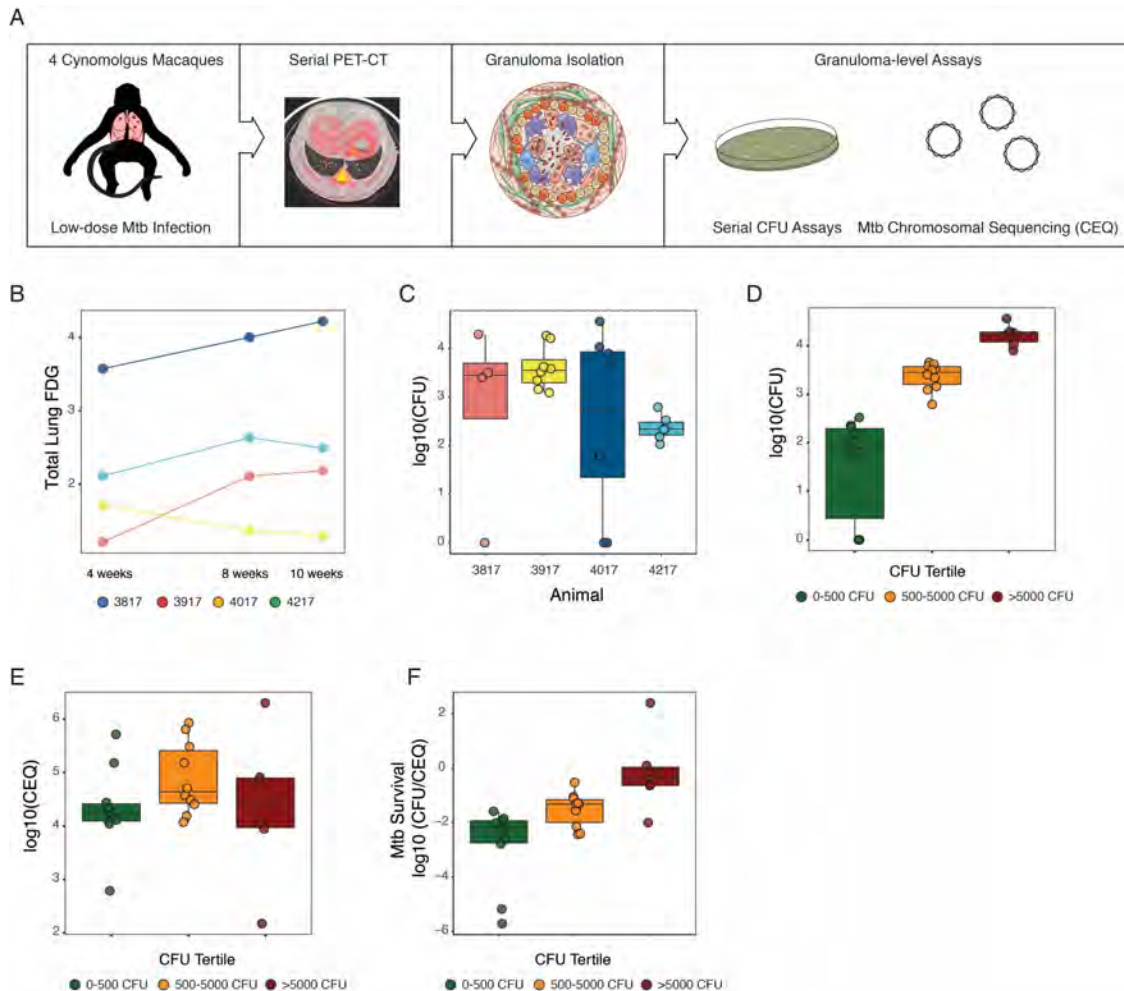 A
4 Cynomolgus Macaques
Serial PET-CT
Granuloma Isolation
Granuloma-level Assays
Low-dose Mtb Infection
Serial CFU Assays
Mtb Chromosomal Sequencing (CEQ)
B
Total Lung FDG
4
3
2
4 weeks
8 weeks
10 weeks
3817
3917
4017
4217
C
log10(CFU)
4
3
2
1
0
3817
3917
4017
4217
Animal
D
log10(CFU)
4
3
2
1
0
CFU Tertile
0-500 CFU
500-5000 CFU
>5000 CFU
E
log10(CEQ)
6
5
4
3
2
CFU Tertile
0-500 CFU
500-5000 CFU
>5000 CFU
F
Mtb Survival
log10 (CFU/CEQ)
2
0
−2
−4
−6
CFU Tertile
0-500 CFU
500-5000 CFU
>5000 CFU